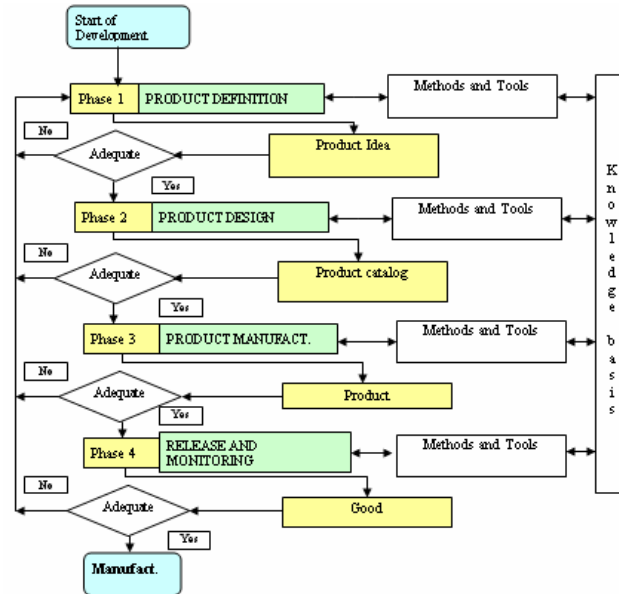 Start of
Development
Phase 1 PRODUCT DEFINITION
Methods and Tools
No
Adequate
Product Idea
Yes
Phase 2 PRODUCT DESIGN
Methods and Tools
No
Adequate
Product catalog
Yes
Phase 3 PRODUCT MANUFACT.
Methods and Tools
No
Adequate
Product
Yes
Phase 4 RELEASE AND
MONITORING
Methods and Tools
No
Adequate
Good
Yes
Manufact.
Knowledge basis